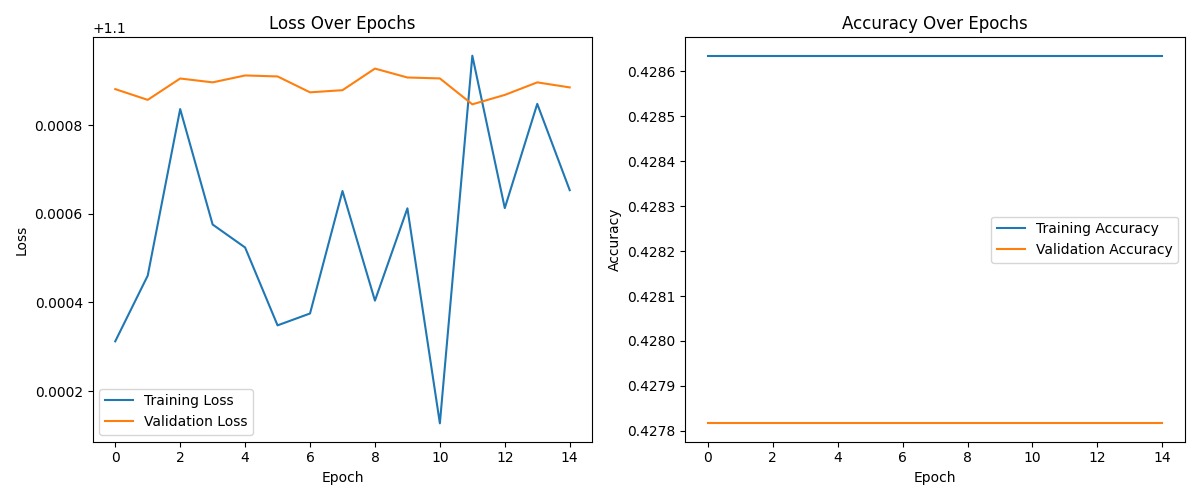 Loss Over Epochs
+1.1
0.0008
0.0006
0.0004
0.0002
Loss
Training Loss
Validation Loss
0 2 4 6 8 10 12 14
Epoch
Accuracy Over Epochs
0.4286
0.4285
0.4284
0.4283
0.4282
0.4281
0.4280
0.4279
0.4278
Accuracy
Training Accuracy
Validation Accuracy
0 2 4 6 8 10 12 14
Epoch